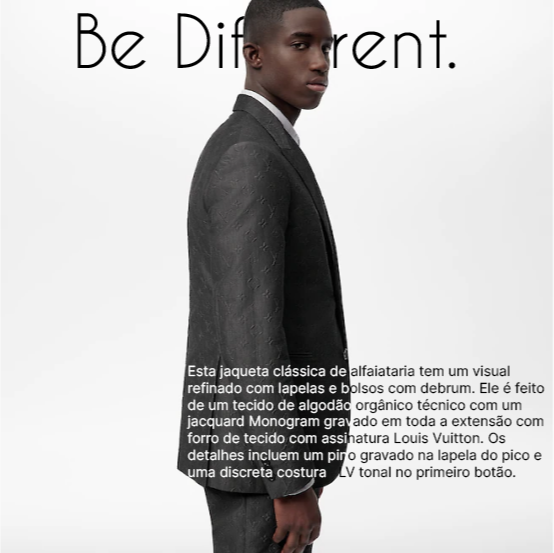 Be Different.
Esta jaqueta clássica de alfaiataria tem um visual
refinado com lapelas e bolsos com debrum. Ele é feito
de um tecido de algodão orgânico técnico com um
jacquard Monogram gravado em toda a extensão com
forro de tecido com assinatura Louis Vuitton. Os
detalhes incluem um pino gravado na lapela do pico e
uma discreta costura LV tonal no primeiro botão.